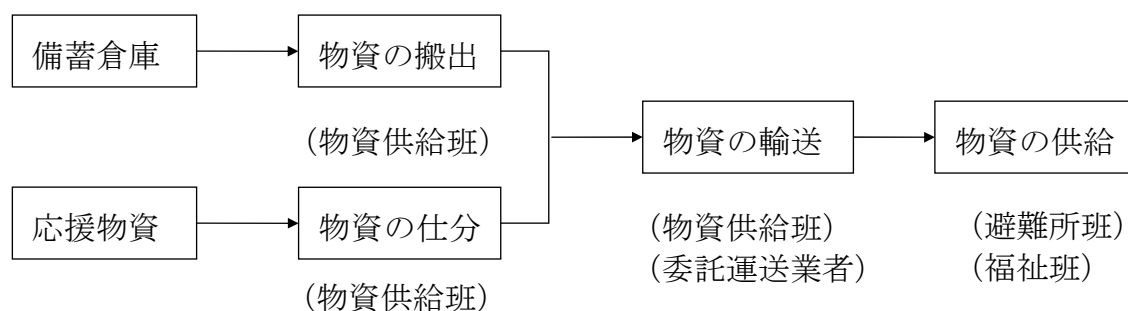 備蓄倉庫
物資の搬出
(物資供給班)
応援物資
物資の仕分
(物資供給班)
物資の輸送
(物資供給班)
(委託運送業者)
物資の供給
(避難所班)
(福祉班)